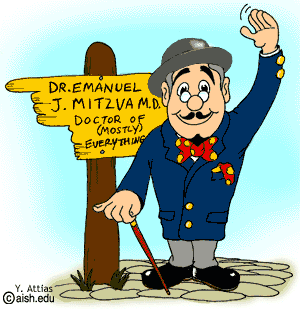 DR. EMANUEL
J. MITZVA M.D.
DOCTOR OF
(MOSTLY)
EVERYTHING
Y. Attias
©aish.edu